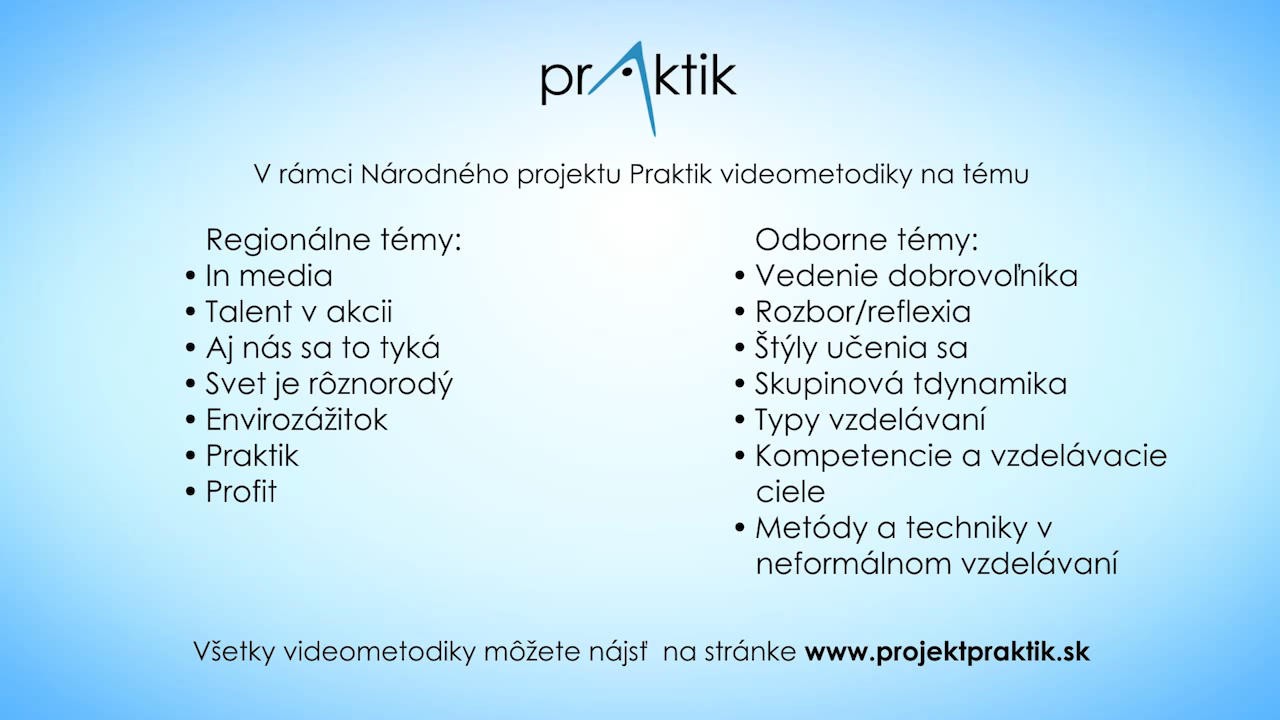 prAktik
V rámci Národného projektu Praktik videometodiky na tému
Regionálne témy:
• In media
• Talent v akcii
• Aj nás sa to tyká
• Svet je rôznorodý
• Envirozážitok
• Praktik
• Profit
Odborne témy:
• Vedenie dobrovoľníka
• Rozbor/reflexia
• Štýly učenia sa
• Skupinová tdynamika
• Typy vzdelávaní
• Kompetencie a vzdelávacie
ciele
• Metódy a techniky v
neformálnom vzdelávaní
Všetky videometodiky môžete nájsť na stránke www.projektpraktik.sk